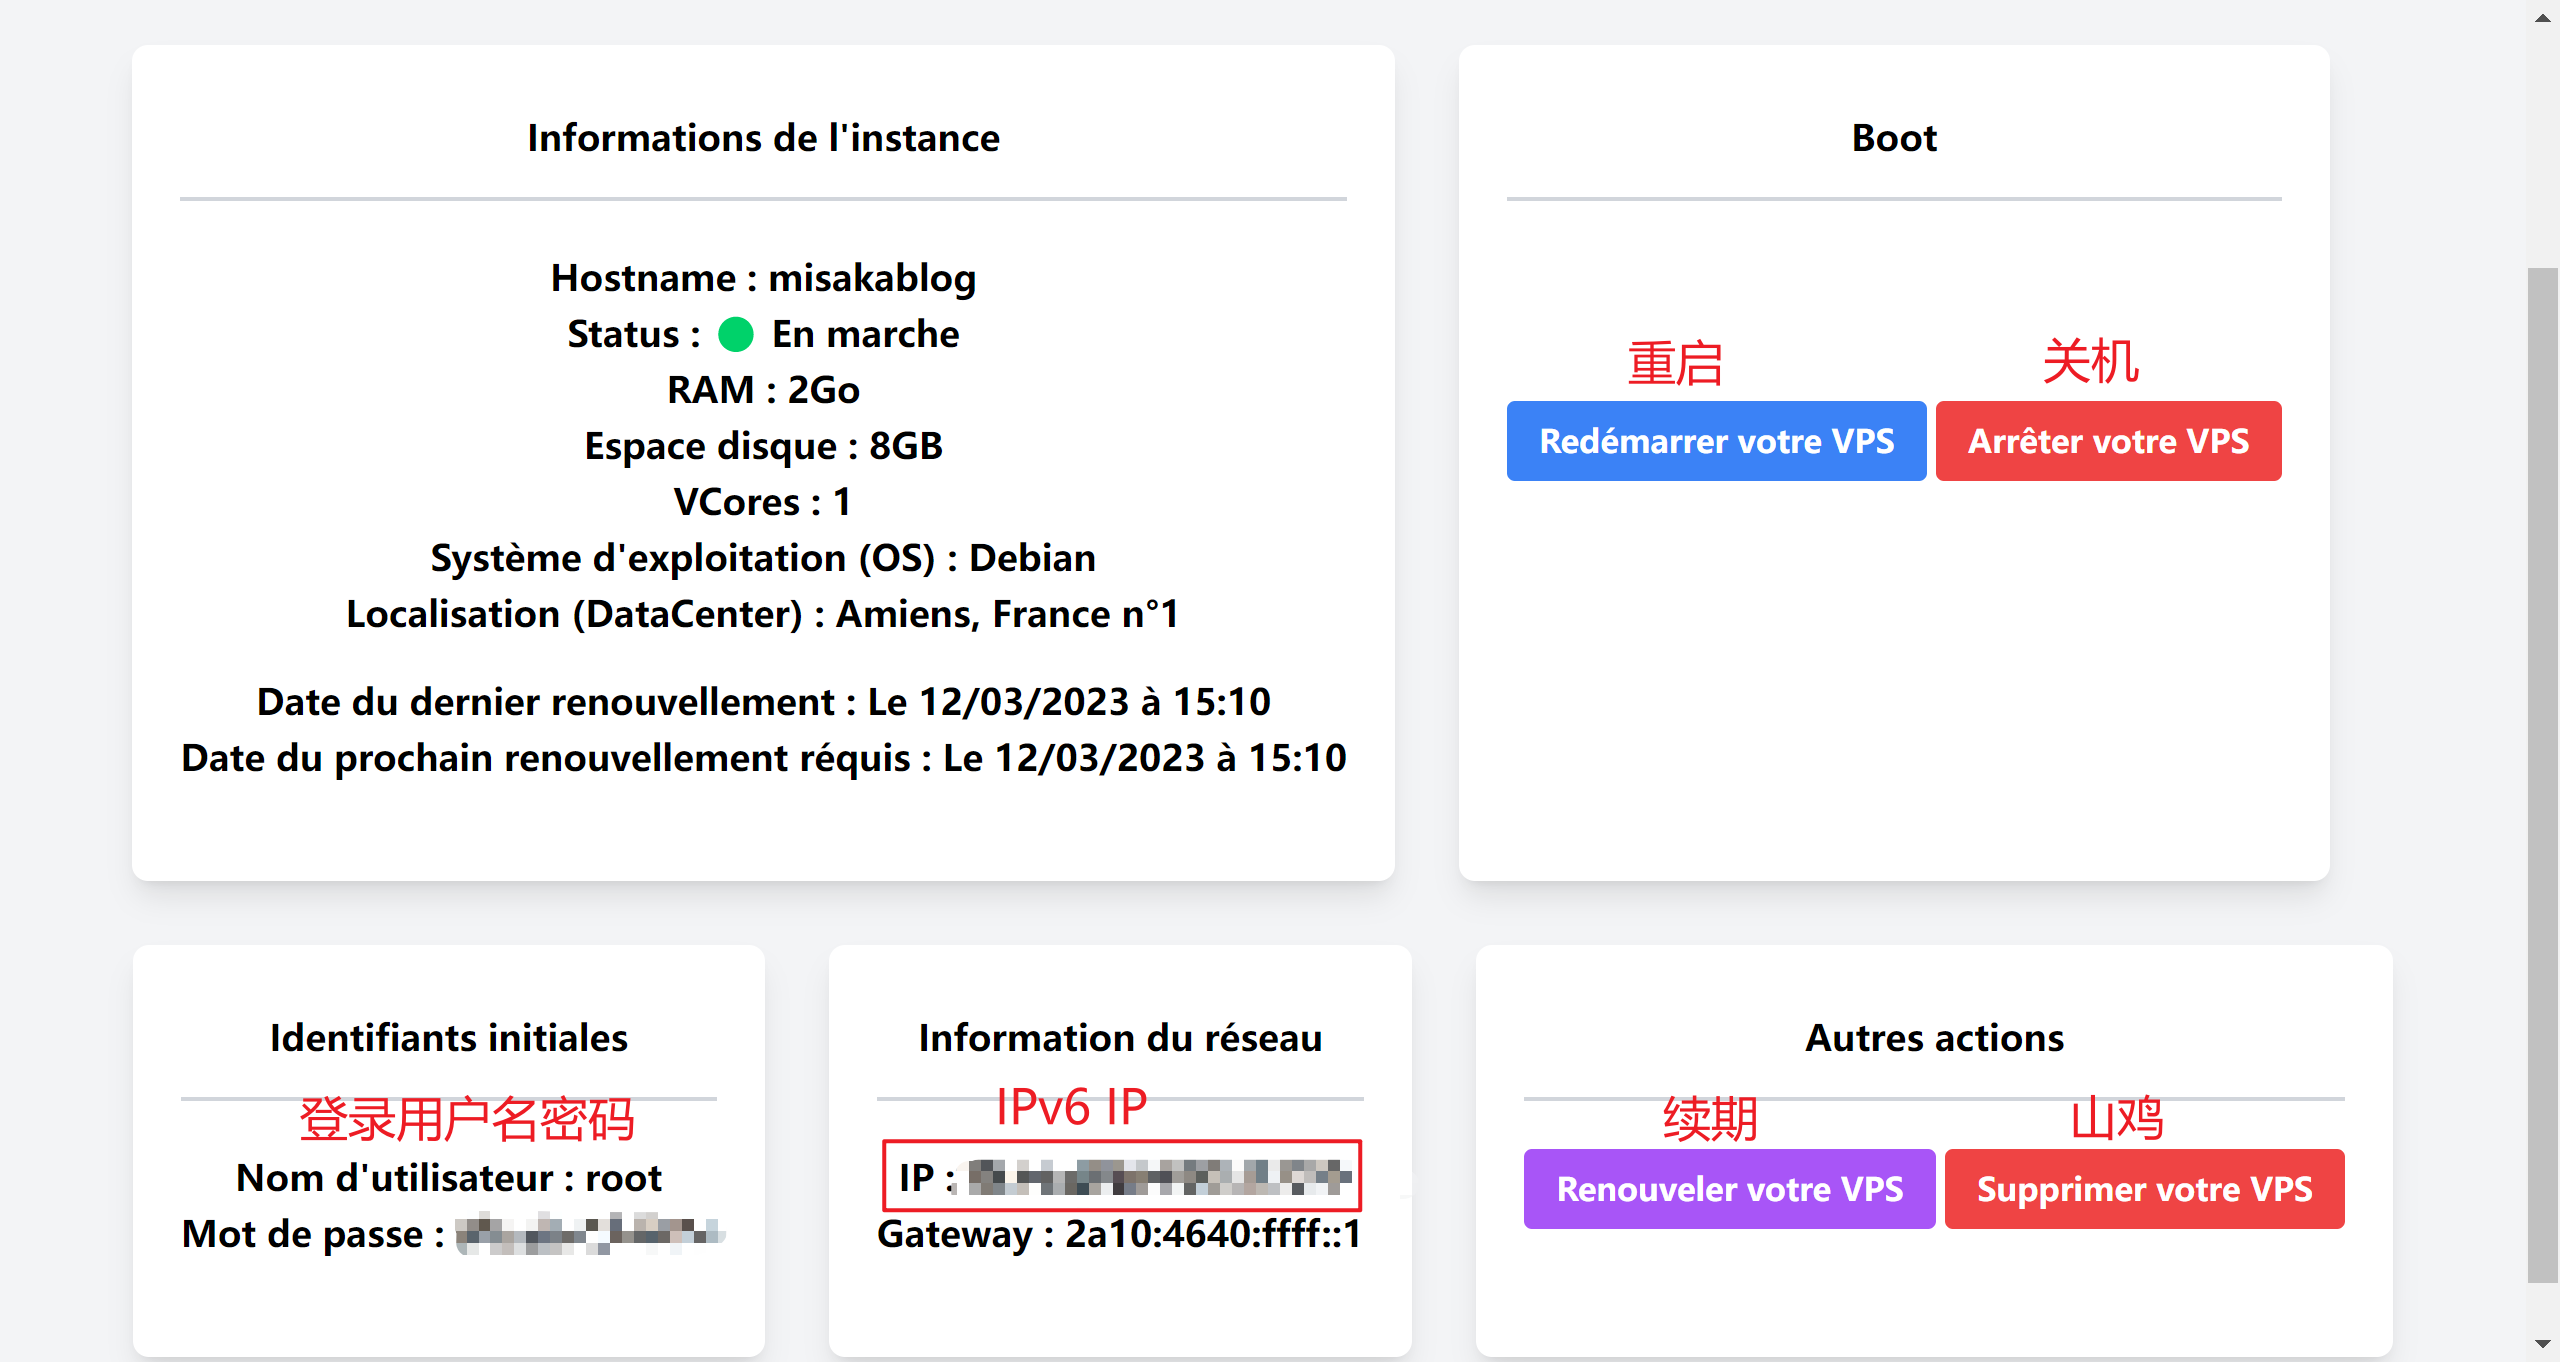 Informations de l'instance
Hostname : misakablog
Status : En marche
RAM : 2Go
Espace disque : 8GB
VCores : 1
Système d'exploitation (OS) : Debian
Localisation (DataCenter) : Amiens, France n°1
Date du dernier renouvellement : Le 12/03/2023 à 15:10
Date du prochain renouvellement réquis : Le 12/03/2023 à 15:10
Boot
重启 关机
Redémarrer votre VPS Arrêter votre VPS
Identifiants initiales
登录用户名密码
Nom d'utilisateur : root
Mot de passe :
Information du réseau
IPv6 IP
IP :
Gateway : 2a10:4640:ffff::1
Autres actions
续期 山鸡
Renouveler votre VPS Supprimer votre VPS